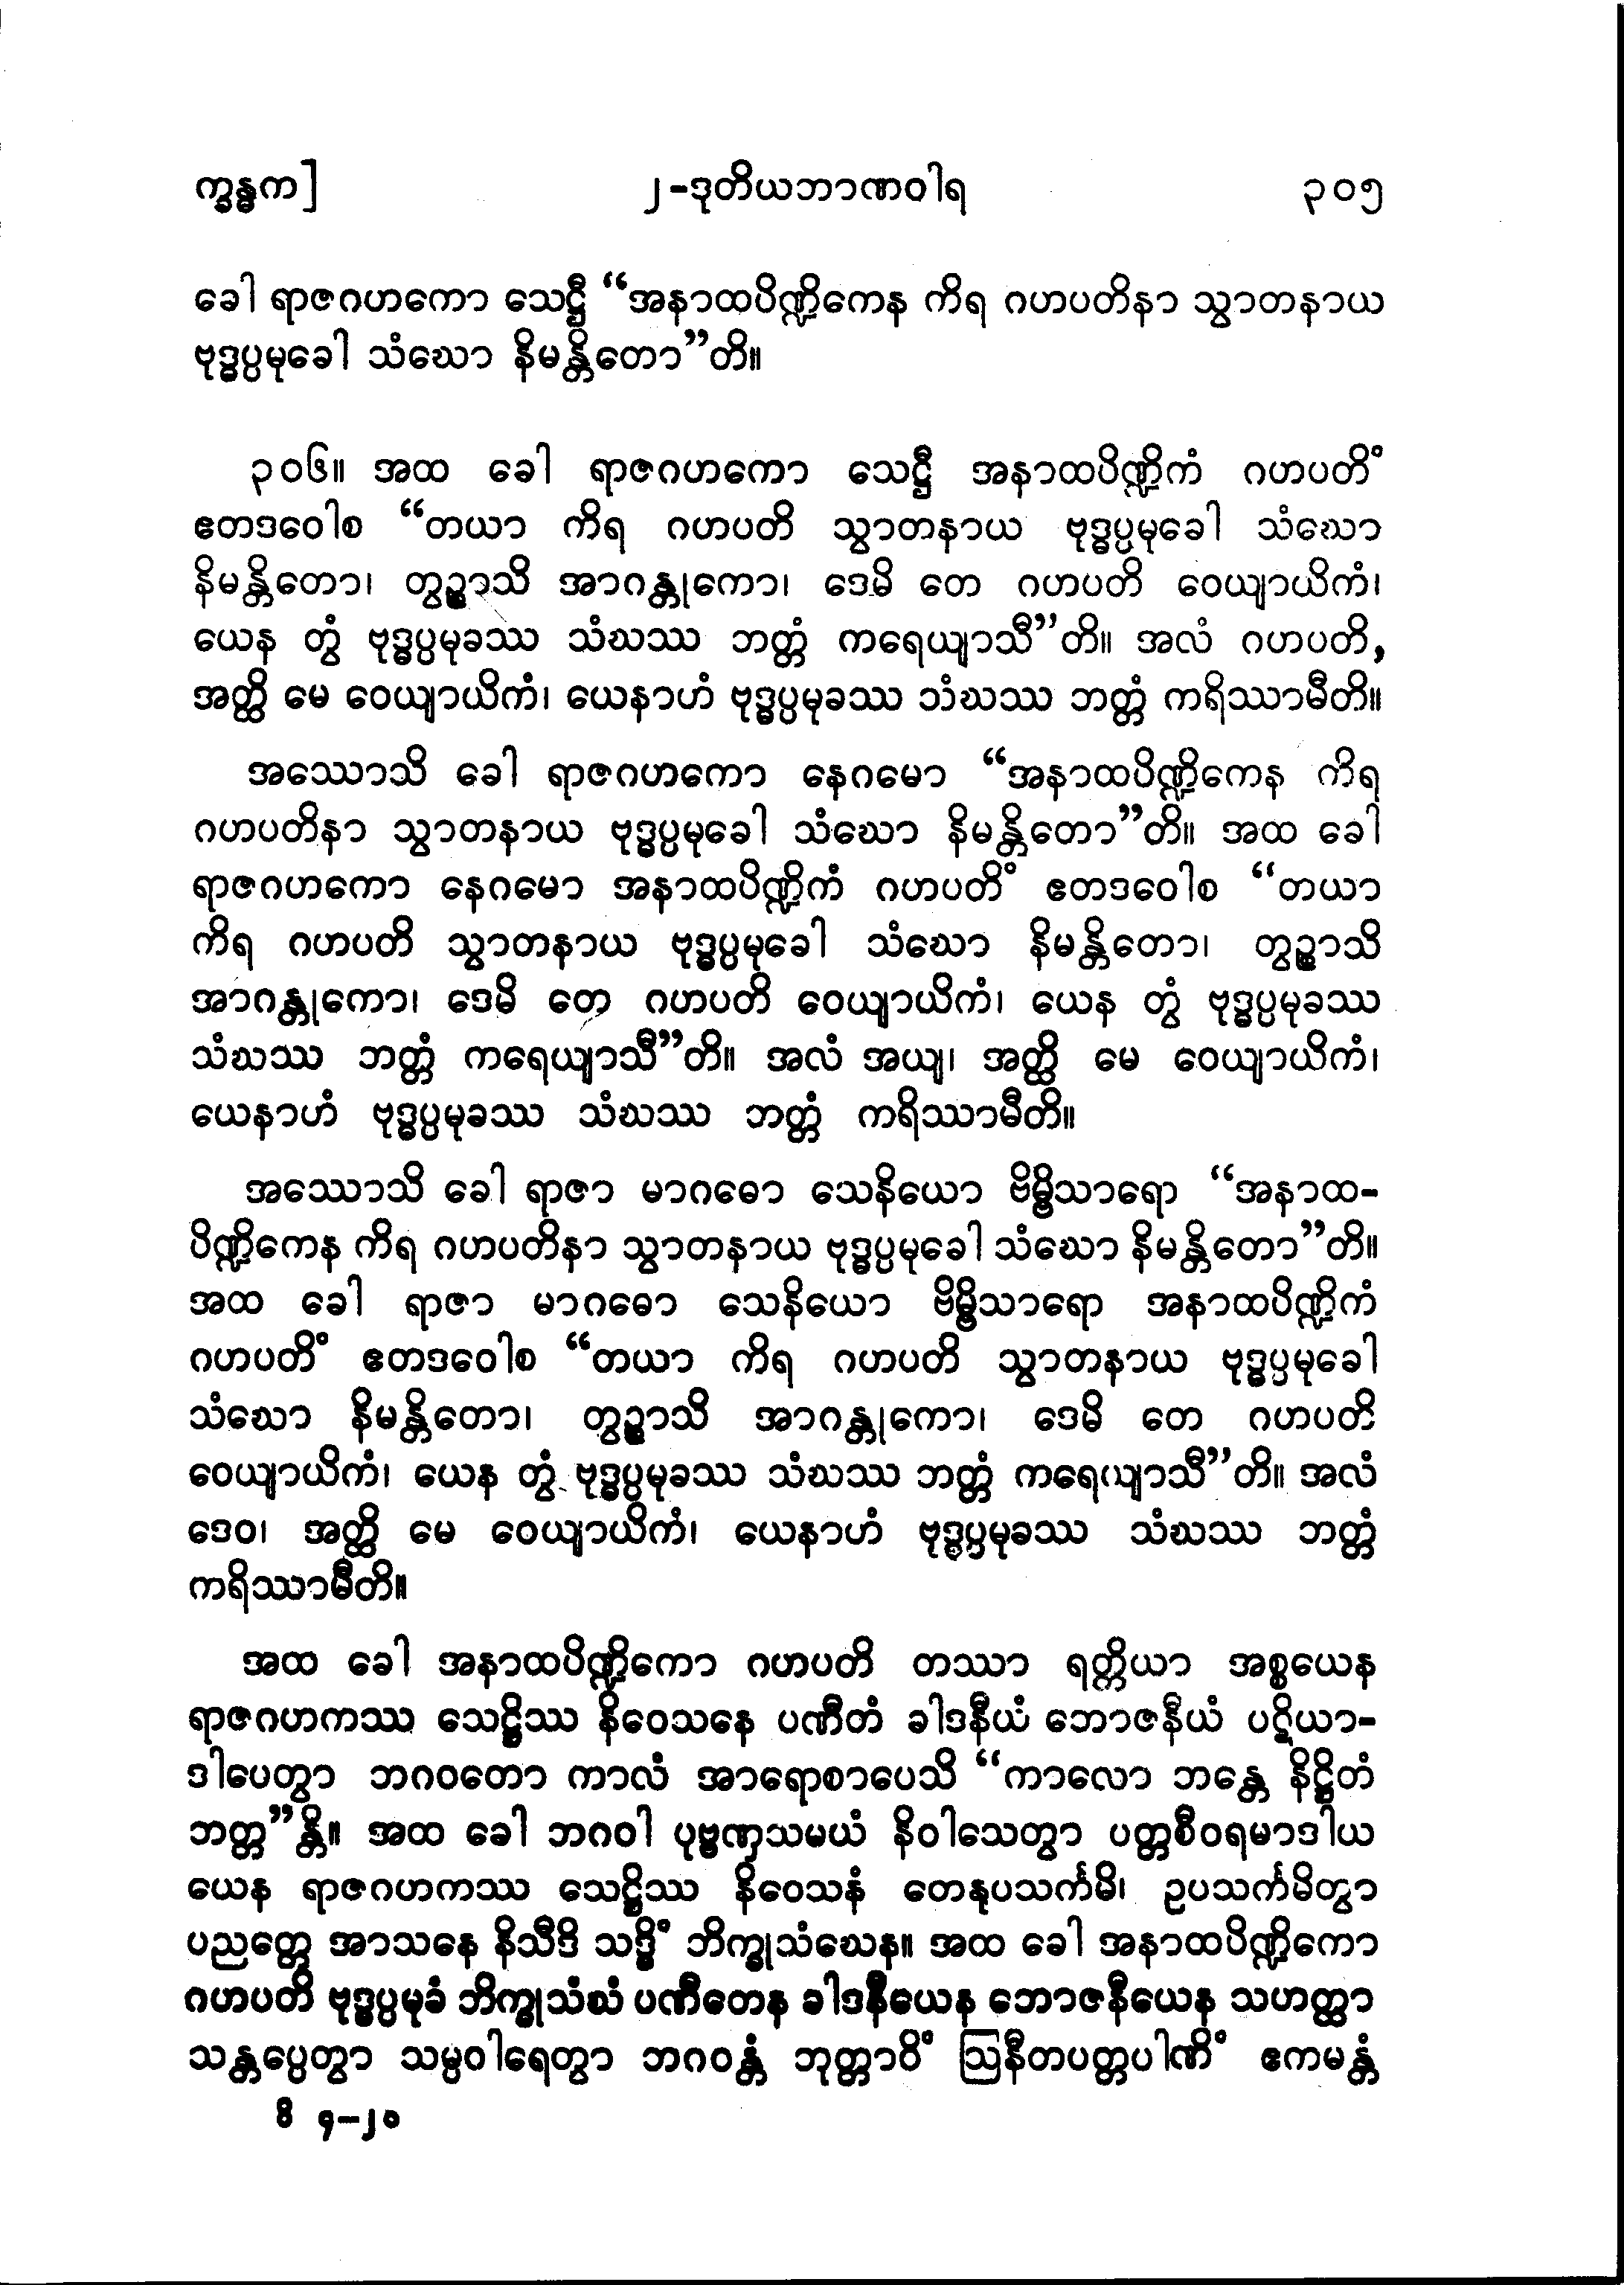 က္ခန္ဓက]	၂-ဒုတိယဘာဏဝါရ	၃၀၅
ခေါ ရာဇဂဟကော သေဋ္ဌီ “အနာထပိဏ္ဍိကေန ကိရ ဂဟပတိနာ သွာတနာယ
ဗုဒ္ဓပ္ပမုခေါ သံဃော နိမန္တိတော”တိ။
၃၀၆။ အထ ခေါ ရာဇဂဟကော သေဋ္ဌီ အနာထပိဏ္ဍိကံ ဂဟပတိံ
ဧတဒဝေါစ “တယာ ကိရ ဂဟပတိ သွာတနာယ ဗုဒ္ဓပ္ပမုခေါ သံဃော
နိမန္တိတော၊ တွဉ္စာသိ အာဂန္တုကော၊ ဒေမိ တေ ဂဟပတိ ဝေယျာယိကံ၊
ယေန တွံ ဗုဒ္ဓပ္ပမုခဿ သံဃဿ ဘတ္တံ ကရေယျာသီ”တိ။ အလံ ဂဟပတိ,
အတ္ထိ မေ ဝေယျာယိကံ၊ ယေနာဟံ ဗုဒ္ဓပ္ပမုခဿ သံဃဿ ဘတ္တံ ကရိဿာမီတိ။
အဿောသိ ခေါ ရာဇဂဟကော နေဂမော “အနာထပိဏ္ဍိကေန ကိရ
ဂဟပတိနာ သွာတနာယ ဗုဒ္ဓပ္ပမုခေါ သံဃော နိမန္တိတော”တိ။ အထ ခေါ
ရာဇဂဟကော နေဂမော အနာထပိဏ္ဍိကံ ဂဟပတိံ ဧတဒဝေါစ “တယာ
ကိရ ဂဟပတိ သွာတနာယ ဗုဒ္ဓပ္ပမုခေါ သံဃော နိမန္တိတော၊ တွဉ္စာသိ
အာဂန္တုကော၊ ဒေမိ တေ ဂဟပတိ ဝေယျာယိကံ၊ ယေန တွံ ဗုဒ္ဓပ္ပမုခဿ
သံဃဿ ဘတ္တံ ကရေယျာသီ”တိ။ အလံ အယျ၊ အတ္ထိ မေ ဝေယျာယိကံ၊
ယေနာဟံ ဗုဒ္ဓပ္ပမုခဿ သံဃဿ ဘတ္တံ ကရိဿာမီတိ။
အဿောသိ ခေါ ရာဇာ မာဂဓော သေနိယော ဗိမ္ဗိသာရော “အနာထ-
ပိဏ္ဍိကေန ကိရ ဂဟပတိနာ သွာတနာယ ဗုဒ္ဓပ္ပမုခေါ သံဃော နိမန္တိတော”တိ။
အထ ခေါ ရာဇာ မာဂဓော သေနိယော ဗိမ္ဗိသာရော အနာထပိဏ္ဍိကံ
ဂဟပတိံ ဧတဒဝေါစ “တယာ ကိရ ဂဟပတိ သွာတနာယ ဗုဒ္ဓပ္ပမုခေါ
သံဃော နိမန္တိတော၊ တွဉ္စာသိ အာဂန္တုကော၊ ဒေမိ တေ ဂဟပတိ
ဝေယျာယိကံ၊ ယေန တွံ ဗုဒ္ဓပ္ပမုခဿ သံဃဿ ဘတ္တံ ကရေယျာသီ”တိ။ အလံ
ဒေဝ၊ အတ္ထိ မေ ဝေယျာယိကံ၊ ယေနာဟံ ဗုဒ္ဓပ္ပမုခဿ သံဃဿ ဘတ္တံ
ကရိဿာမီတိ။
အထ ခေါ အနာထပိဏ္ဍိကော ဂဟပတိ တဿာ ရတ္တိယာ အစ္စယေန
ရာဇဂဟကဿ သေဋ္ဌိဿ နိဝေသနေ ပဏီတံ ခါဒနီယံ ဘောဇနီယံ ပဋိယာ-
ဒါပေတွာ ဘဂဝတော ကာလံ အာရောစာပေသိ “ကာလော ဘန္တေ နိဋ္ဌိတံ
ဘတ္တ”န္တိ။ အထ ခေါ ဘဂဝါ ပုဗ္ဗဏှသမယံ နိဝါသေတွာ ပတ္တစီဝရမာဒါယ
ယေန ရာဇဂဟကဿ သေဋ္ဌိဿ နိဝေသနံ တေနုပသင်္ကမိ၊ ဥပသင်္ကမိတွာ
ပညတ္တေ အာသနေ နိသီဒိ သဒ္ဓိံ ဘိက္ခုသံဃေန။ အထ ခေါ အနာထပိဏ္ဍိကော
ဂဟပတိ ဗုဒ္ဓပ္ပမုခံ ဘိက္ခုသံဃံ ပဏီတေန ခါဒနီယေန ဘောဇနီယေန သဟတ္ထာ
သန္တပ္ပေတွာ သမ္ပဝါရေတွာ ဘဂဝန္တံ ဘုတ္တာဝိံ ဩနီတပတ္တပါဏိံ ဧကမန္တံ
ဝိ ၄-၂၀